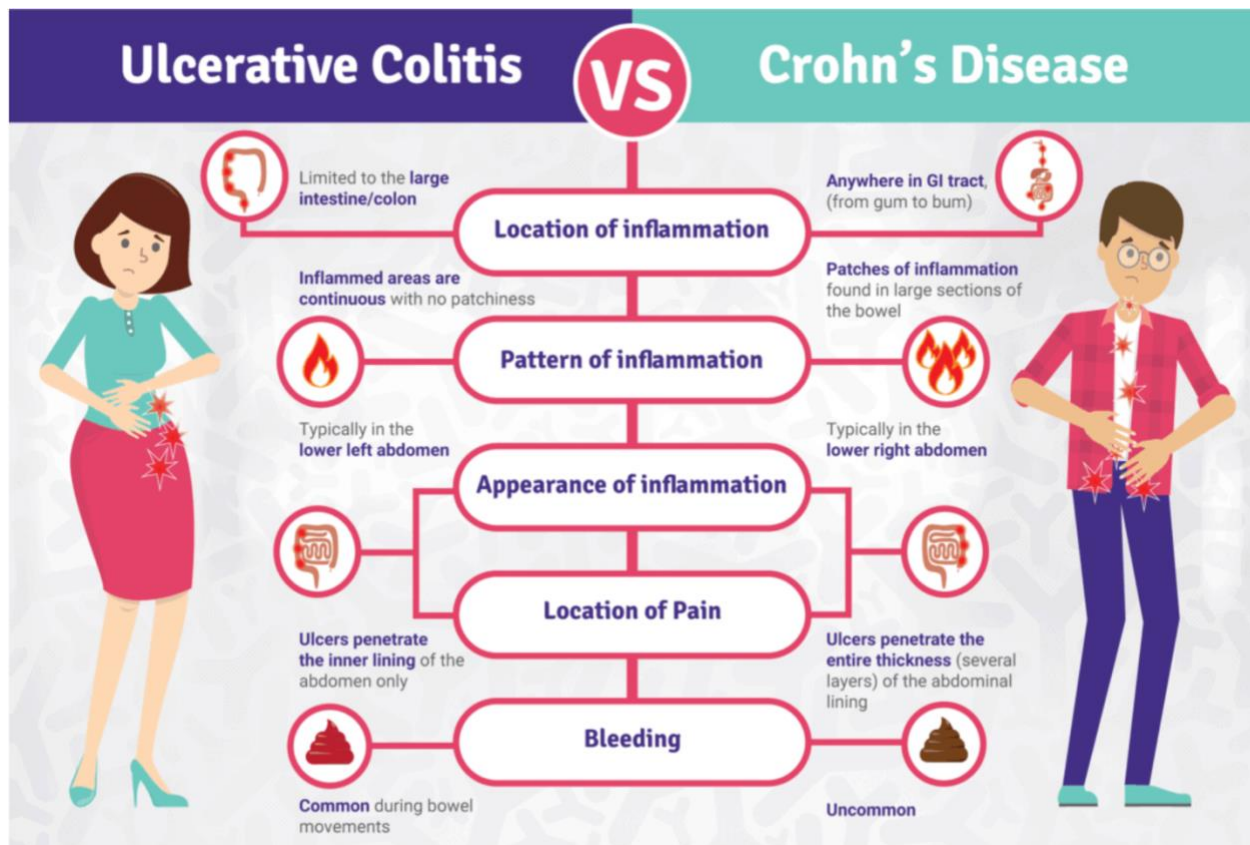 Ulcerative Colitis
VS
Crohn's Disease
Limited to the large
intestine/colon
Location of inflammation
Anywhere in GI tract,
(from gum to bum)
Inflammed areas are
continuous with no patchiness
Pattern of inflammation
Patches of inflammation
found in large sections of
the bowel
Typically in the
lower left abdomen
Appearance of inflammation
Typically in the
lower right abdomen
Location of Pain
Ulcers penetrate
the inner lining of the
abdomen only
Ulcers penetrate the
entire thickness (several
layers) of the abdominal
lining
Bleeding
Common during bowel
movements
Uncommon